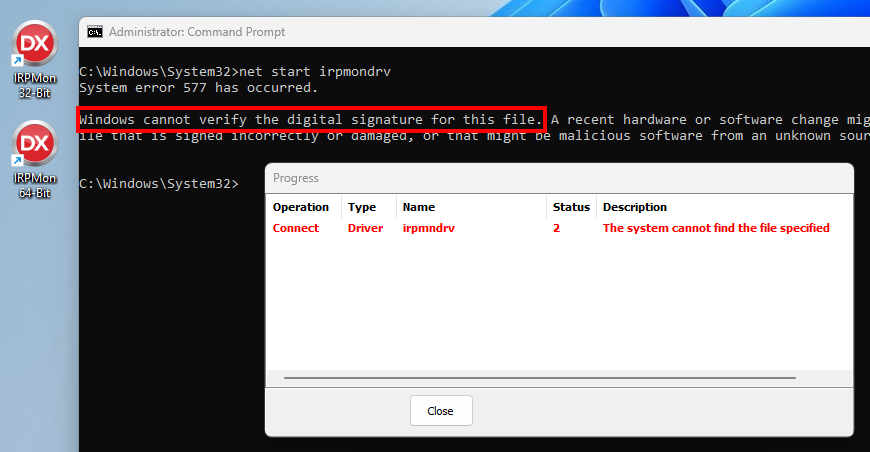 DX
IRPMon
32-Bit
DX
IRPMon
64-Bit
Administrator: Command Prompt
C:\Windows\System32>net start irpmondrv
System error 577 has occurred.
Windows cannot verify the digital signature for this file. A recent hardware or software change mig
ile that is signed incorrectly or damaged, or that might be malicious software from an unknown sour
C:\Windows\System32>
Progress
Operation Type Name Status Description
Connect Driver irpmndrv 2 The system cannot find the file specified
Close